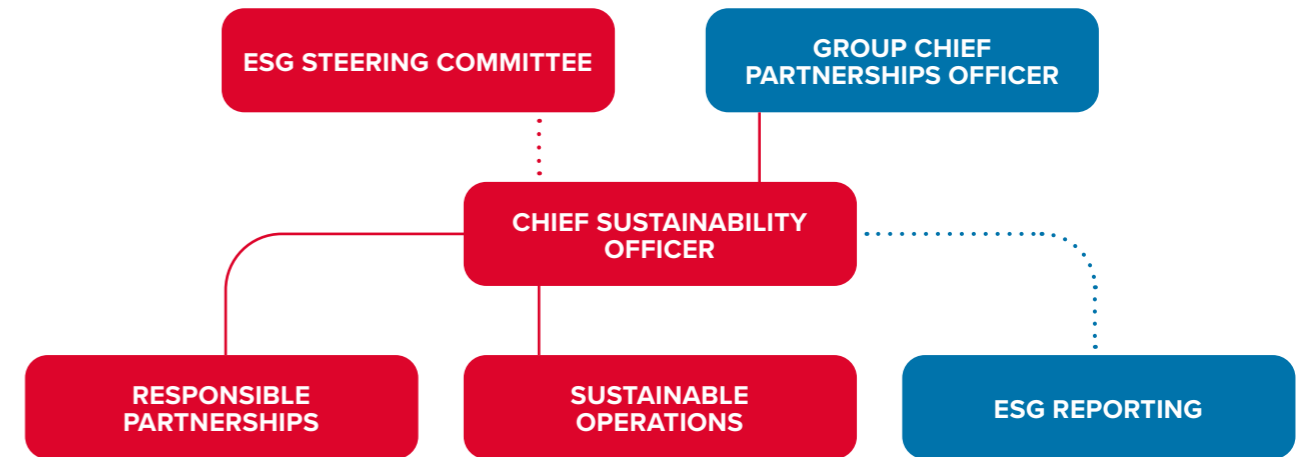 ESG STEERING COMMITTEE
GROUP CHIEF
PARTNERSHIPS OFFICER
CHIEF SUSTAINABILITY
OFFICER
RESPONSIBLE
PARTNERSHIPS
SUSTAINABLE
OPERATIONS
ESG REPORTING